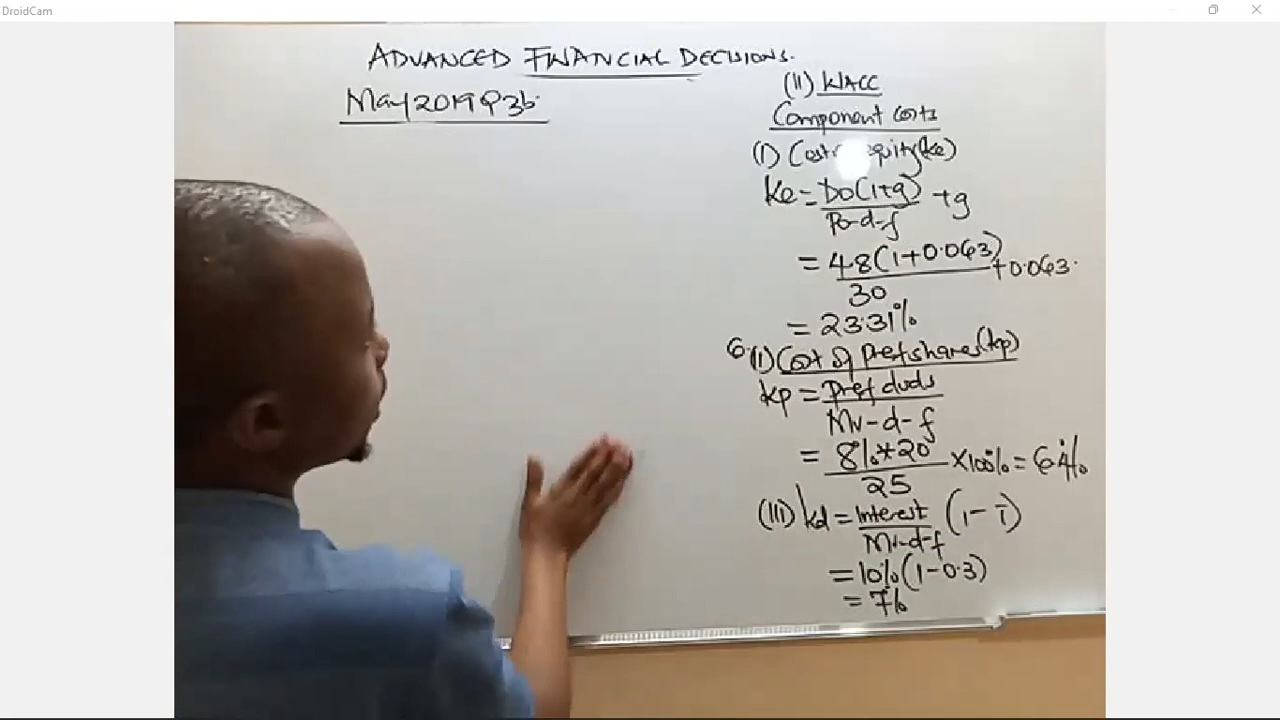 DroidCam
ADVANCED FINANCIAL DECISIONS.
May 2019 Q3b.
(II) WACC
Component costs
(I) Cost equity (ke)
ke = Do(1+g) + g
Po-d-f
= 4.8(1+0.063) + 0.063.
30
= 23.31%
(II) Cost of pref shares (kp)
kp = Pref divds
Mv-d-f
= 8%*20 x100% = 6.4%
25
(III) kd = interest (1-T)
Mv-d-f
= 10%(1-0.3)
= 7%